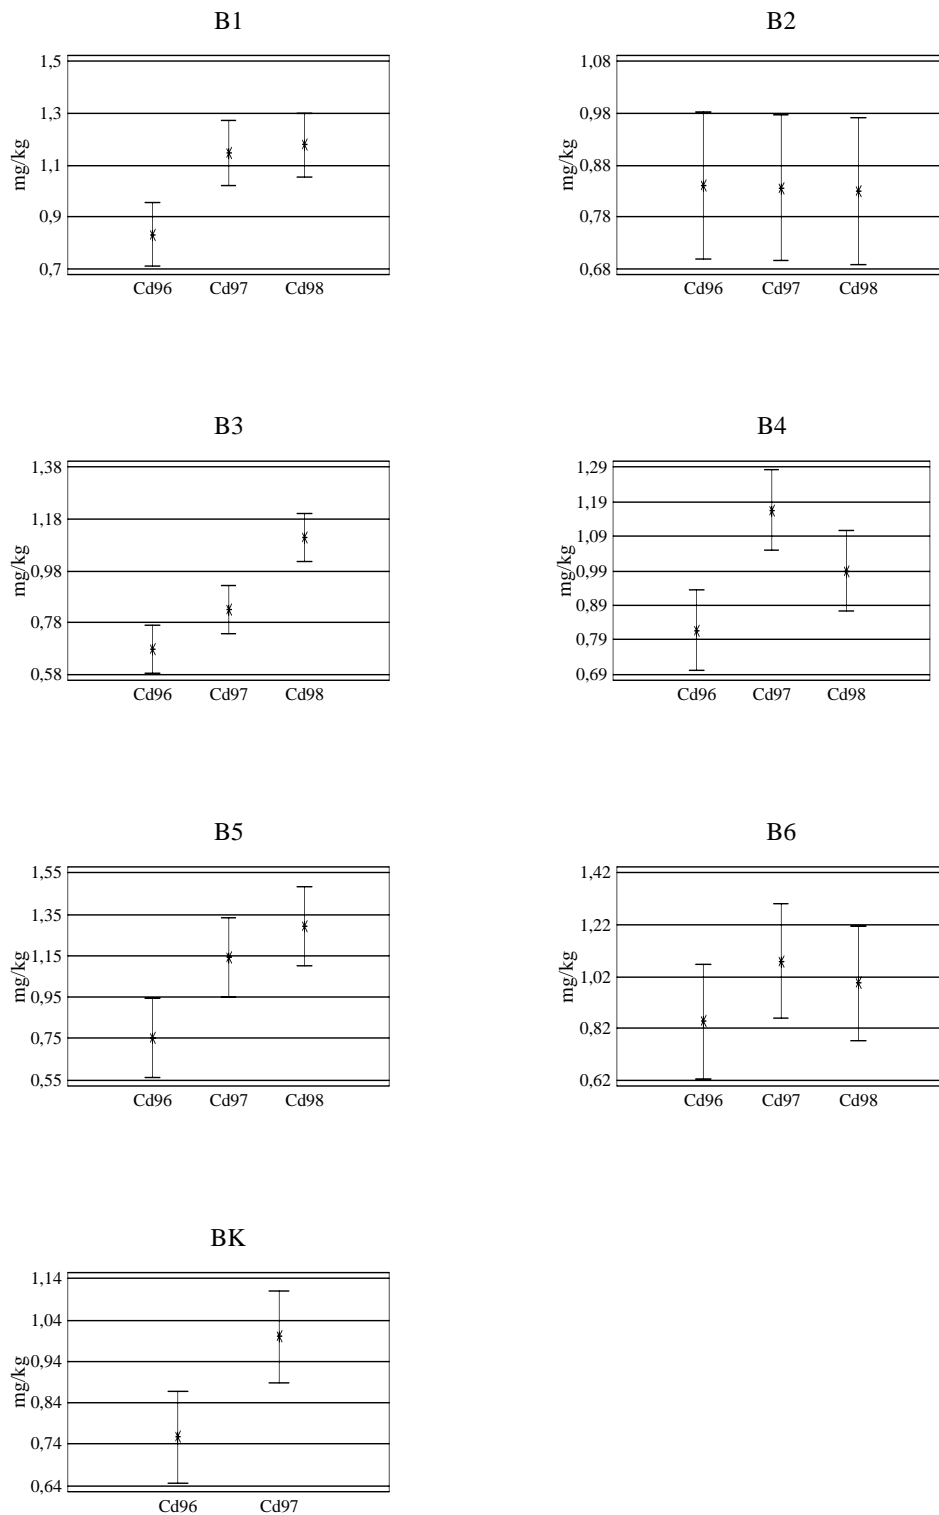 B1
mg/kg
1,5
1,3
1,1
0,9
0,7
Cd96 Cd97 Cd98
B2
mg/kg
1,08
0,98
0,88
0,78
0,68
Cd96 Cd97 Cd98
B3
mg/kg
1,38
1,18
0,98
0,78
0,58
Cd96 Cd97 Cd98
B4
mg/kg
1,29
1,19
1,09
0,99
0,89
0,79
0,69
Cd96 Cd97 Cd98
B5
mg/kg
1,55
1,35
1,15
0,95
0,75
0,55
Cd96 Cd97 Cd98
B6
mg/kg
1,42
1,22
1,02
0,82
0,62
Cd96 Cd97 Cd98
BK
mg/kg
1,14
1,04
0,94
0,84
0,74
0,64
Cd96 Cd97